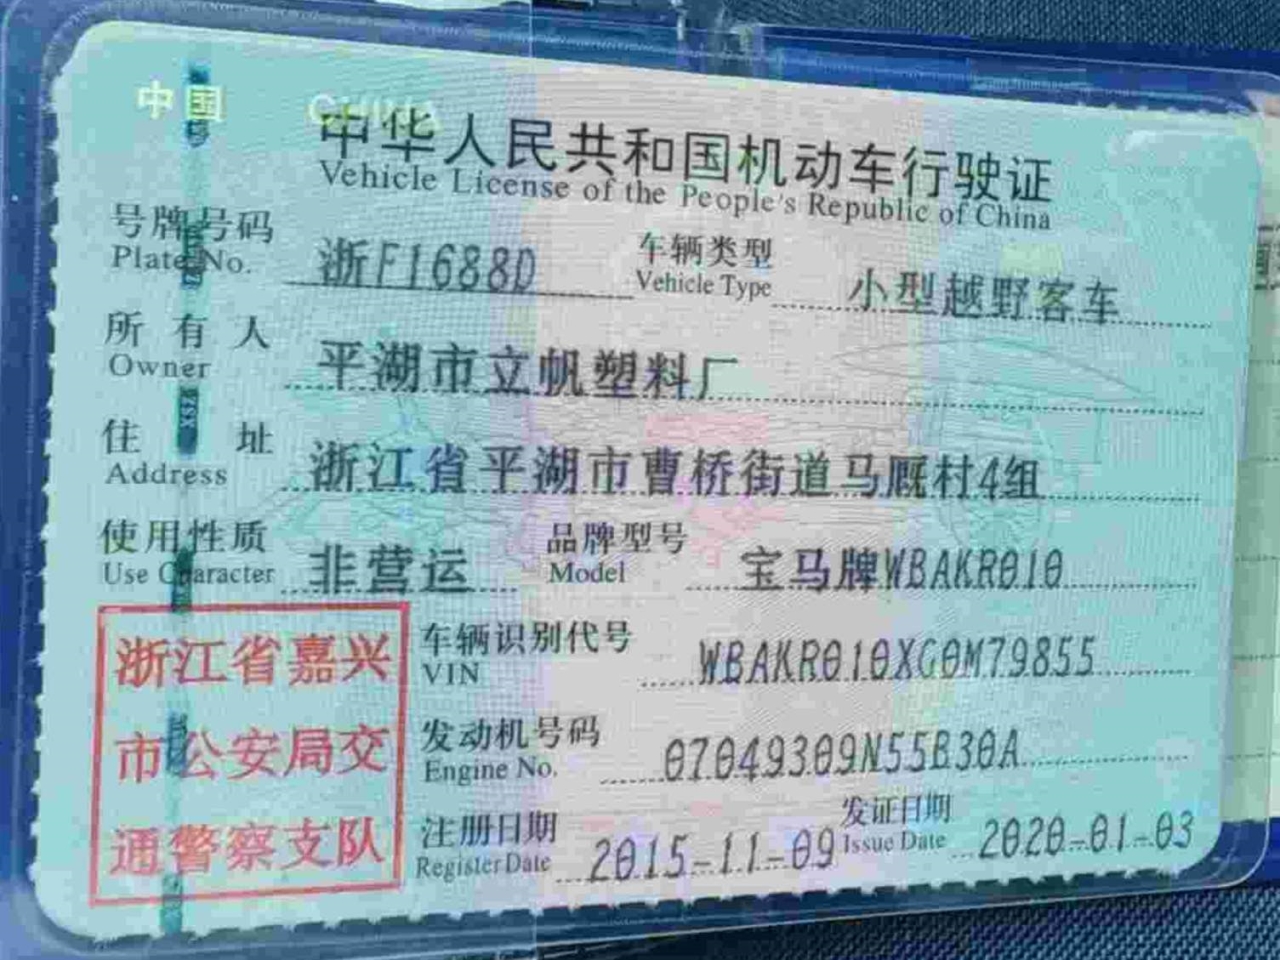 中国 CHINA
中华人民共和国机动车行驶证
Vehicle License of the People's Republic of China
号牌号码 浙F1688D 车辆类型 小型越野客车
Plate No. Vehicle Type
所有人 平湖市立帆塑料厂
Owner
住址 浙江省平湖市曹桥街道马厩村4组
Address
使用性质 非营运 品牌型号 宝马牌WBAKR010
Use Character Model
浙江省嘉兴
市公安局交
通警察支队
车辆识别代号 WBAKR010XG0M79855
VIN
发动机号码 07049309N55B30A
Engine No.
注册日期 2015-11-09 发证日期 2020-01-03
Register Date Issue Date